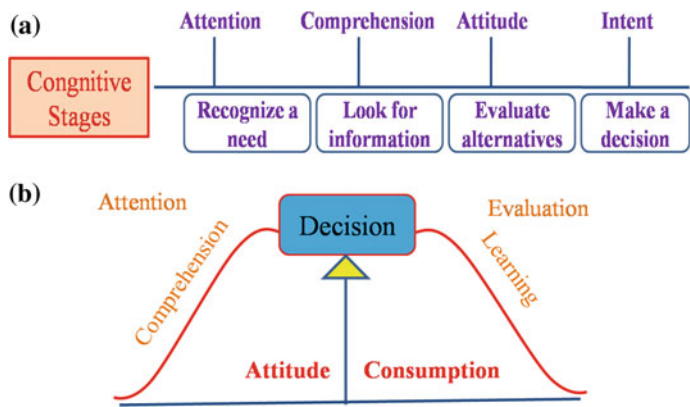 (a)
Attention Comprehension Attitude Intent
Congnitive
Stages
Recognize a
need
Look for
information
Evaluate
alternatives
Make a
decision
(b)
Attention
Comprehension
Decision
Evaluation
Learning
Attitude Consumption